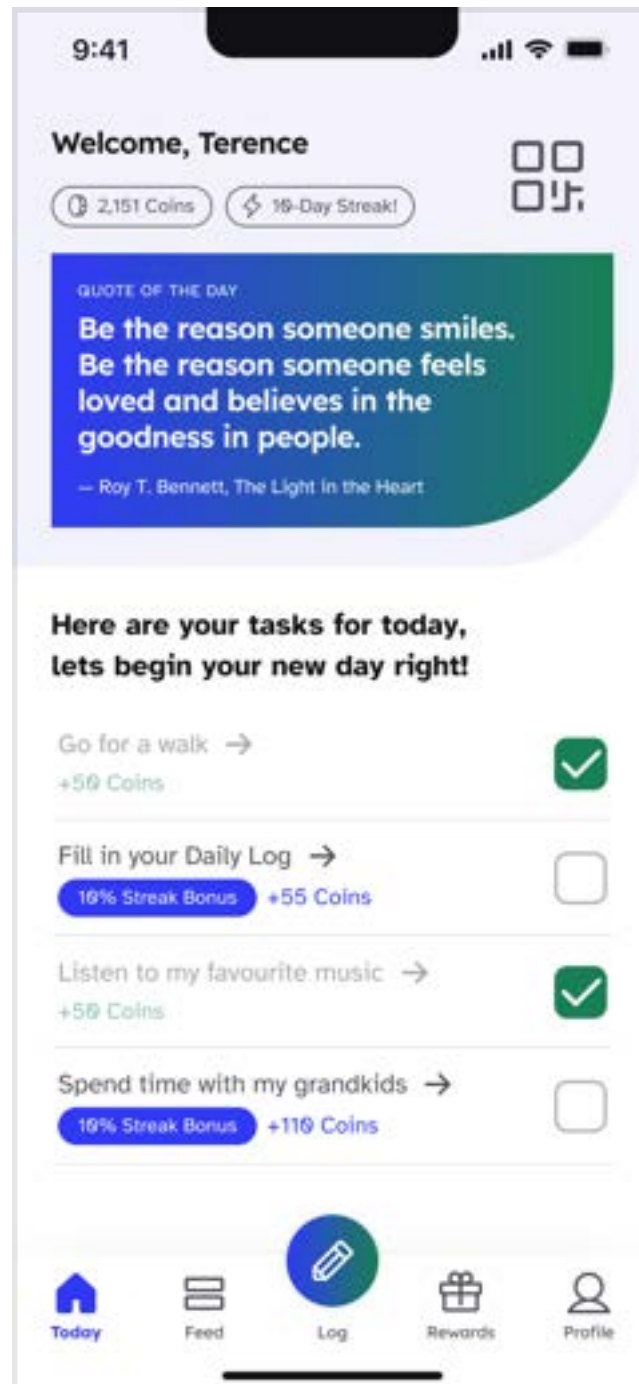 9:41
Welcome, Terence
2,151 Coins
10-Day Streak!
QUOTE OF THE DAY
Be the reason someone smiles.
Be the reason someone feels
loved and believes in the
goodness in people.
— Roy T. Bennett, The Light in the Heart
Here are your tasks for today,
lets begin your new day right!
Go for a walk →
+50 Coins
Fill in your Daily Log →
10% Streak Bonus +55 Coins
Listen to my favourite music →
+50 Coins
Spend time with my grandkids →
10% Streak Bonus +110 Coins
Today Feed Log Rewards Profile